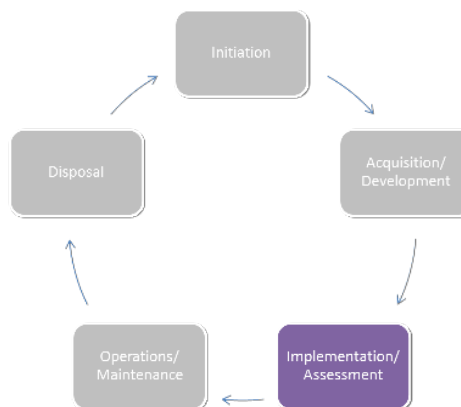 Initiation
Acquisition/
Development
Implementation/
Assessment
Operations/
Maintenance
Disposal